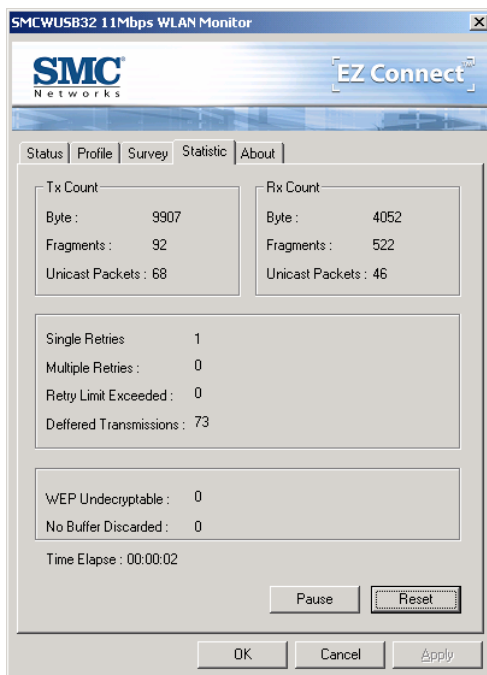 SMCWUSB32 11Mbps WLAN Monitor
SMC
Networks
EZ Connect™
Status Profile Survey Statistic About
Tx Count
Byte : 9907
Fragments : 92
Unicast Packets : 68
Rx Count
Byte : 4052
Fragments : 522
Unicast Packets : 46
Single Retries 1
Multiple Retries : 0
Retry Limit Exceeded : 0
Deffered Transmissions : 73
WEP Undecryptable : 0
No Buffer Discarded : 0
Time Elapse : 00:00:02
Pause Reset
OK Cancel Apply